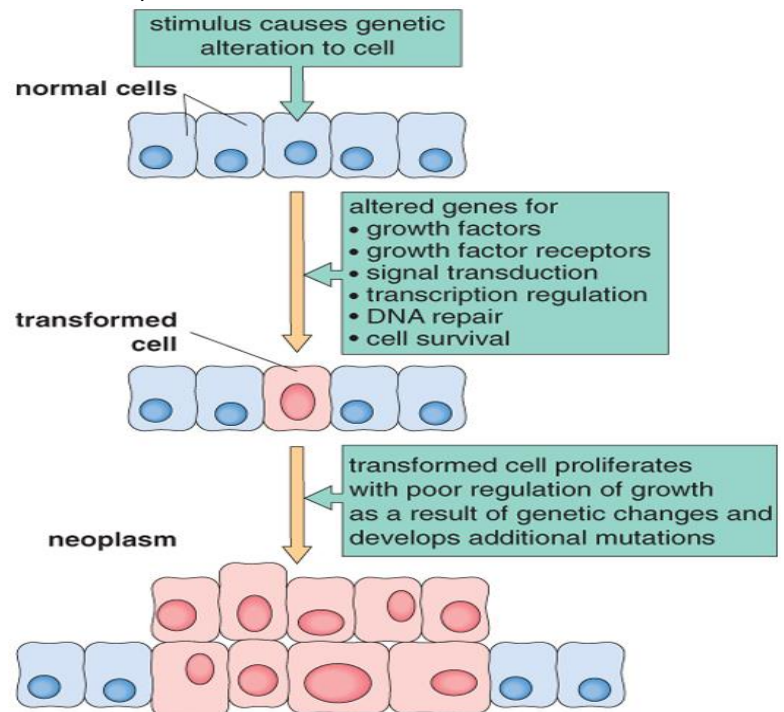 stimulus causes genetic
alteration to cell
normal cells
altered genes for
• growth factors
• growth factor receptors
• signal transduction
• transcription regulation
• DNA repair
• cell survival
transformed
cell
transformed cell proliferates
with poor regulation of growth
as a result of genetic changes and
develops additional mutations
neoplasm